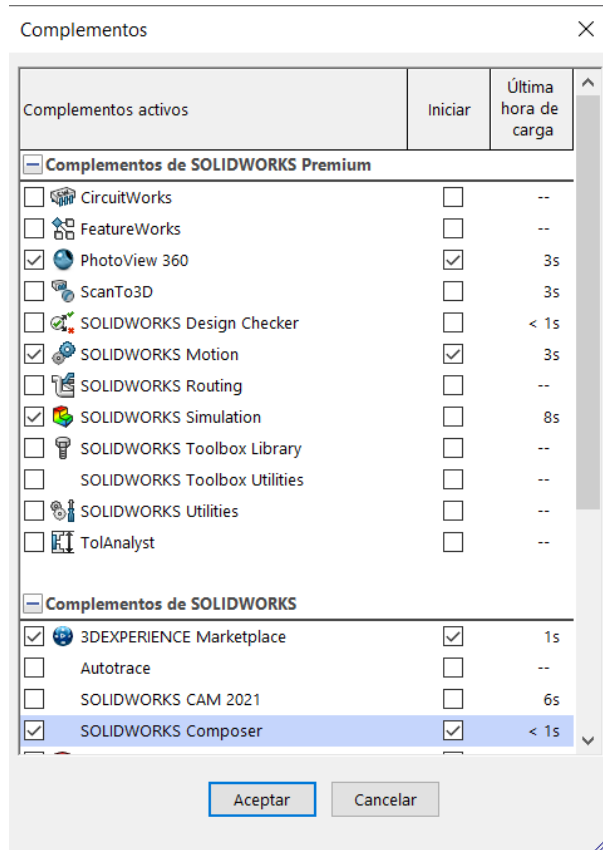 Complementos
Complementos activos
Iniciar
Última
hora de
carga
Complementos de SOLIDWORKS Premium
CircuitWorks --
FeatureWorks --
PhotoView 360 3s
ScanTo3D 3s
SOLIDWORKS Design Checker < 1s
SOLIDWORKS Motion 3s
SOLIDWORKS Routing --
SOLIDWORKS Simulation 8s
SOLIDWORKS Toolbox Library --
SOLIDWORKS Toolbox Utilities --
SOLIDWORKS Utilities --
TolAnalyst --
Complementos de SOLIDWORKS
3DEXPERIENCE Marketplace 1s
Autotrace --
SOLIDWORKS CAM 2021 6s
SOLIDWORKS Composer < 1s
Aceptar Cancelar